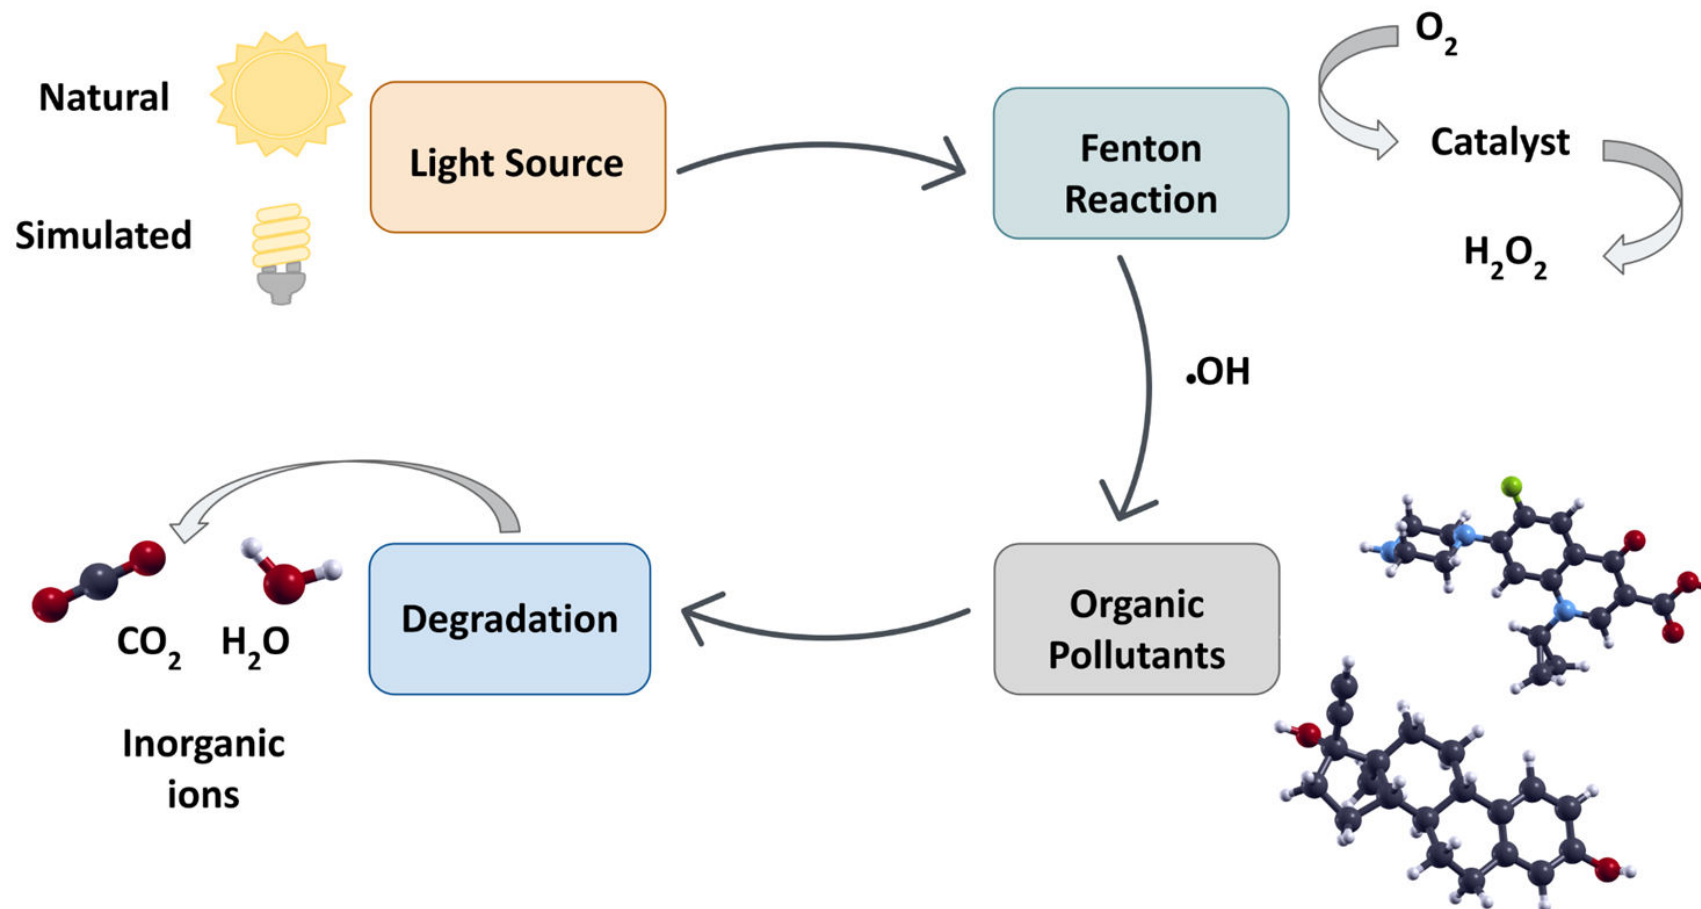 Natural
Simulated
Light Source
Fenton
Reaction
O₂
Catalyst
H₂O₂
•OH
Organic
Pollutants
Degradation
CO₂ H₂O
Inorganic
ions